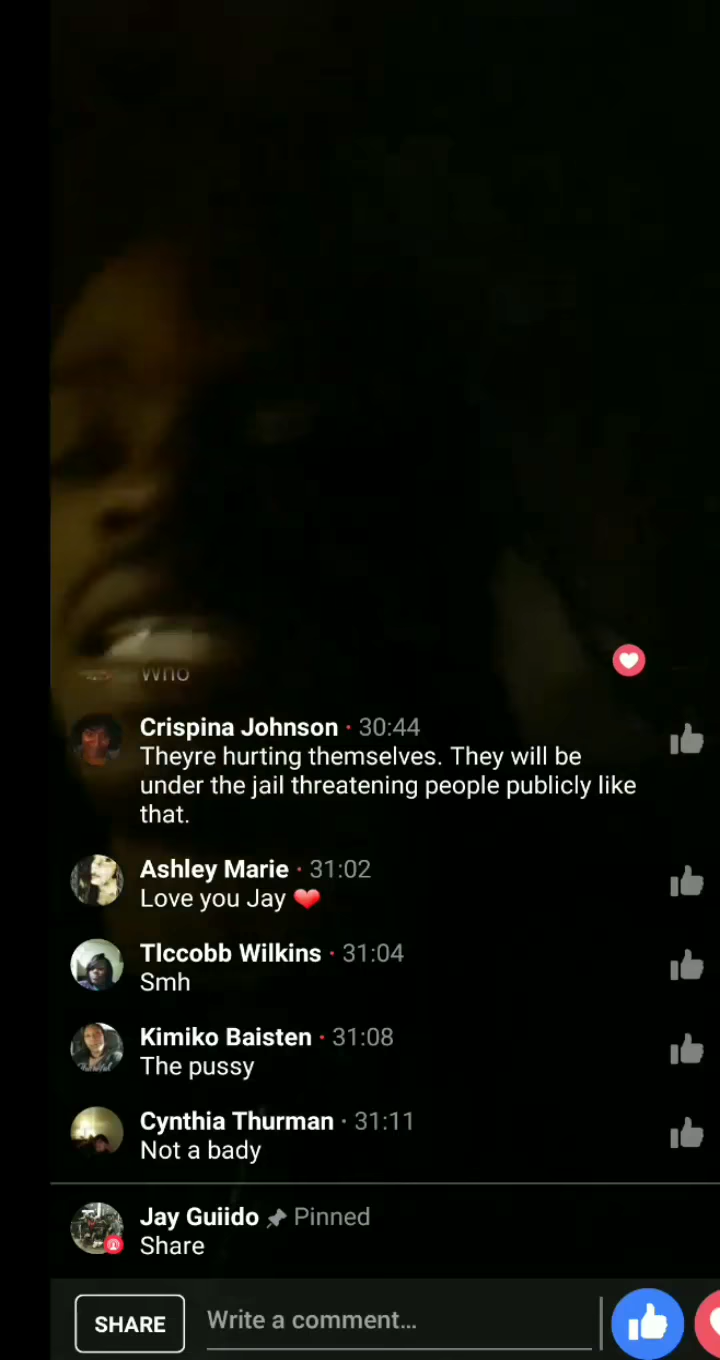 Who
Crispina Johnson · 30:44
Theyre hurting themselves. They will be
under the jail threatening people publicly like
that.
Ashley Marie · 31:02
Love you Jay ❤️
Tlccobb Wilkins · 31:04
Smh
Kimiko Baisten · 31:08
The pussy
Cynthia Thurman · 31:11
Not a bady
Jay Guiido Pinned
Share
SHARE
Write a comment...